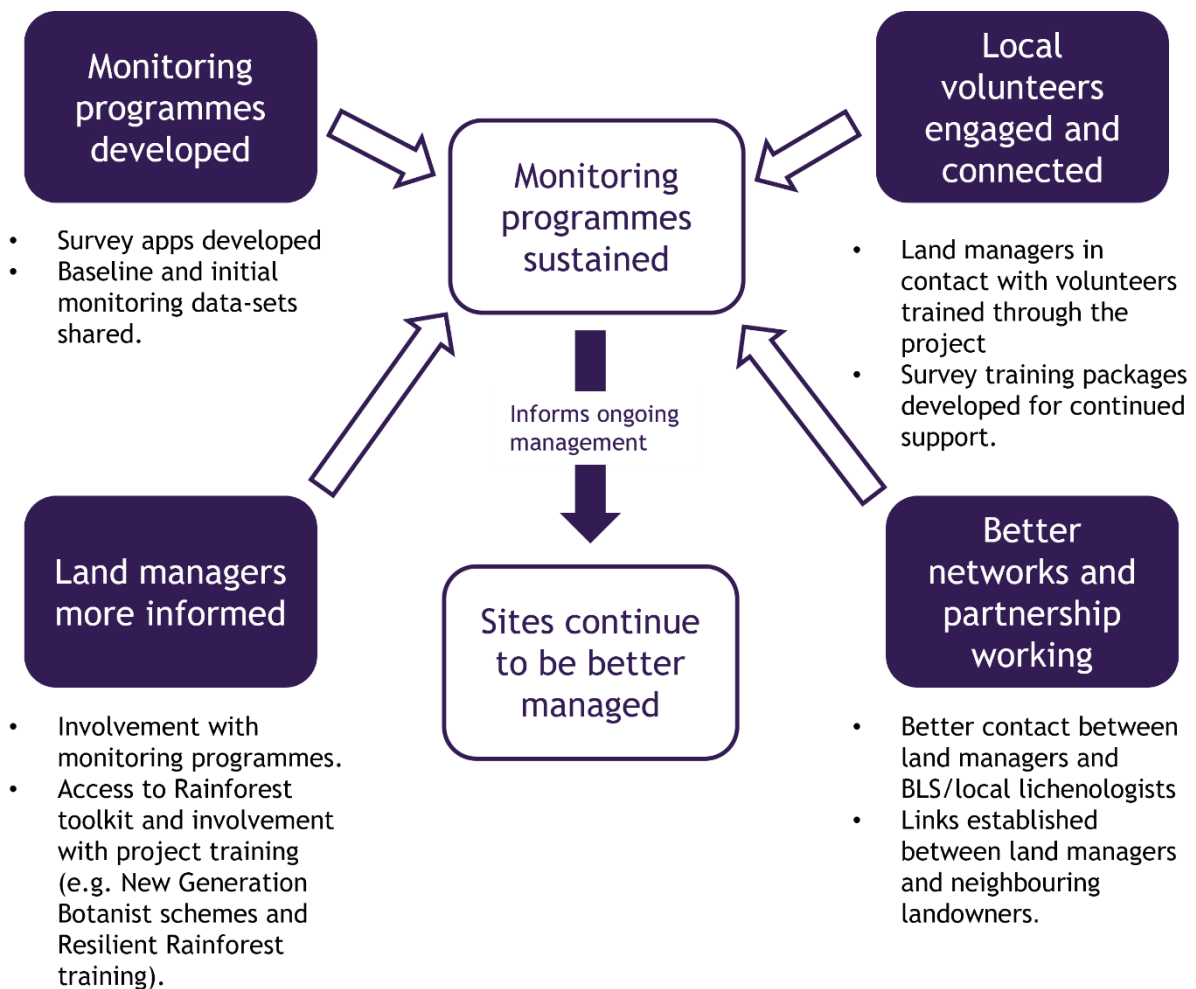 Monitoring
programmes
developed
• Survey apps developed
• Baseline and initial
monitoring data-sets
shared.
Local
volunteers
engaged and
connected
• Land managers in
contact with volunteers
trained through the
project
• Survey training packages
developed for continued
support.
Monitoring
programmes
sustained
Informs ongoing
management
Sites continue
to be better
managed
Land managers
more informed
• Involvement with
monitoring programmes.
• Access to Rainforest
toolkit and involvement
with project training
(e.g. New Generation
Botanist schemes and
Resilient Rainforest
training).
Better
networks and
partnership
working
• Better contact between
land managers and
BLS/local lichenologists
• Links established
between land managers
and neighbouring
landowners.